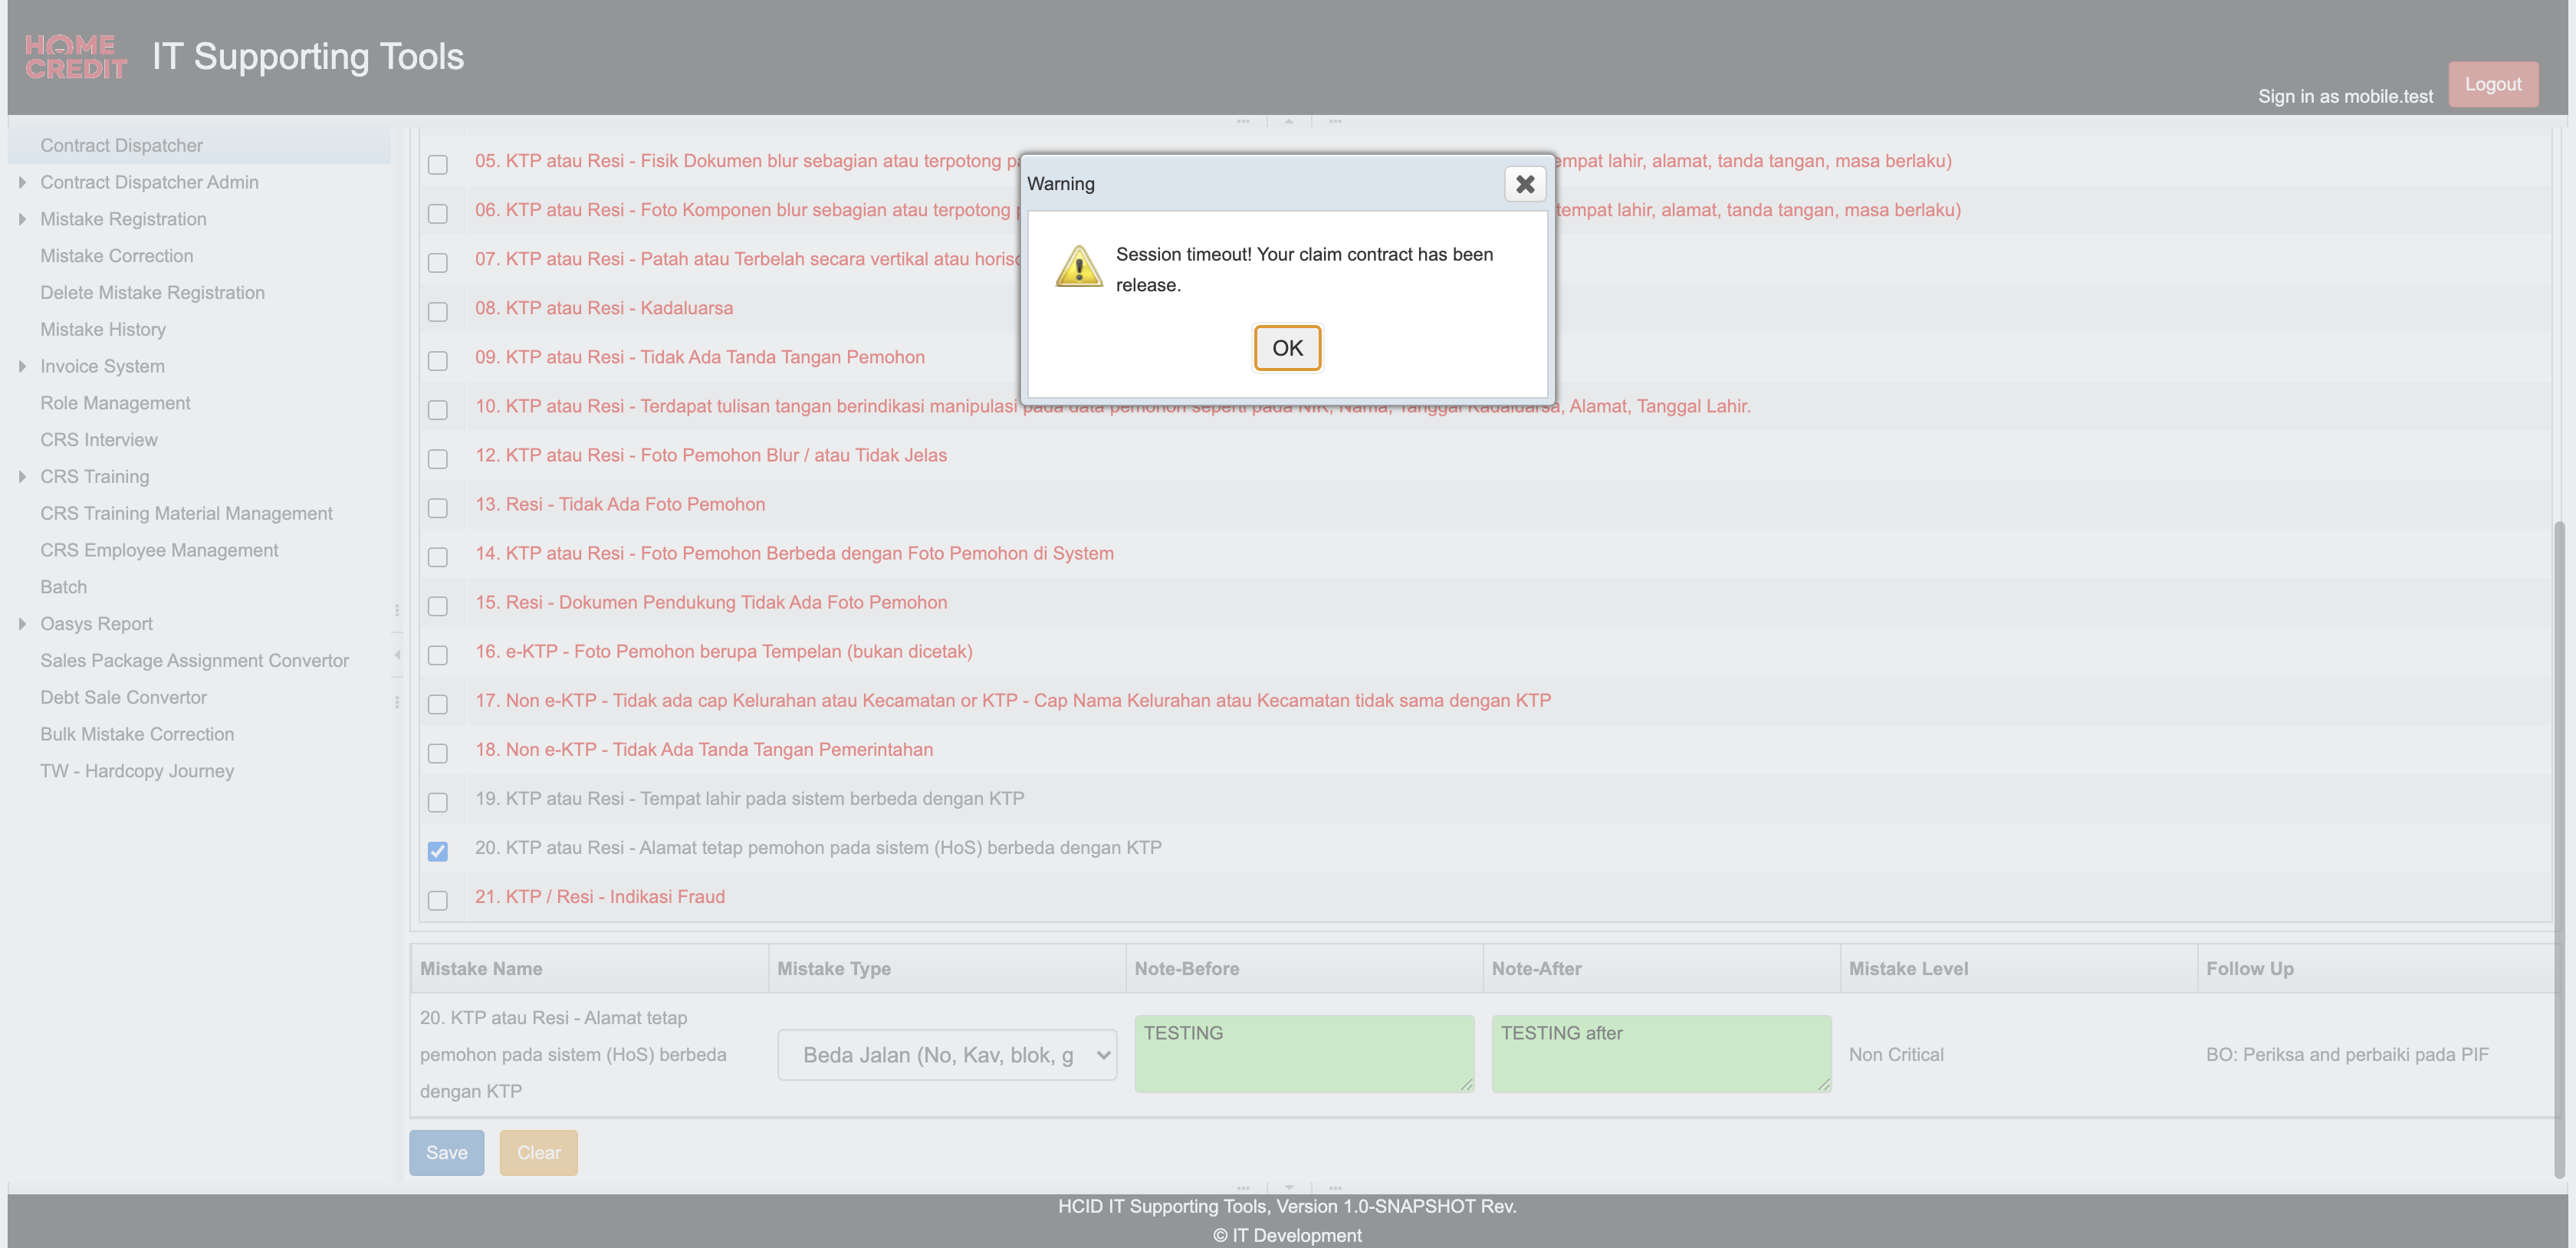 HOME
CREDIT
IT Supporting Tools
Sign in as mobile.test
Logout
Contract Dispatcher
Contract Dispatcher Admin
Mistake Registration
Mistake Correction
Delete Mistake Registration
Mistake History
Invoice System
Role Management
CRS Interview
CRS Training
CRS Training Material Management
CRS Employee Management
Batch
Oasys Report
Sales Package Assignment Convertor
Debt Sale Convertor
Bulk Mistake Correction
TW - Hardcopy Journey
Warning
Session timeout! Your claim contract has been
release.
OK
05. KTP atau Resi - Fisik Dokumen blur sebagian atau terpotong tempat lahir, alamat, tanda tangan, masa berlaku)
06. KTP atau Resi - Foto Komponen blur sebagian atau terpotong tempat lahir, alamat, tanda tangan, masa berlaku)
07. KTP atau Resi - Patah atau Terbelah secara vertikal atau
08. KTP atau Resi - Kadaluarsa
09. KTP atau Resi - Tidak Ada Tanda Tangan Pemohon
10. KTP atau Resi - Terdapat tulisan tangan berindikasi manipulasi pada data pemohon seperti pada NIK, Nama, Tanggal Kadaluarsa, Alamat, Tanggal Lahir.
12. KTP atau Resi - Foto Pemohon Blur / atau Tidak Jelas
13. Resi - Tidak Ada Foto Pemohon
14. KTP atau Resi - Foto Pemohon Berbeda dengan Foto Pemohon di System
15. Resi - Dokumen Pendukung Tidak Ada Foto Pemohon
16. e-KTP - Foto Pemohon berupa Tempelan (bukan dicetak)
17. Non e-KTP - Tidak ada cap Kelurahan atau Kecamatan or KTP - Cap Nama Kelurahan atau Kecamatan tidak sama dengan KTP
18. Non e-KTP - Tidak Ada Tanda Tangan Pemerintahan
19. KTP atau Resi - Tempat lahir pada sistem berbeda dengan KTP
20. KTP atau Resi - Alamat tetap pemohon pada sistem (HoS) berbeda dengan KTP
21. KTP / Resi - Indikasi Fraud
Mistake Name Mistake Type Note-Before Note-After Mistake Level Follow Up
20. KTP atau Resi - Alamat tetap
pemohon pada sistem (HoS) berbeda
dengan KTP
Beda Jalan (No, Kav, blok, g
TESTING
TESTING after
Non Critical
BO: Periksa and perbaiki pada PIF
Save
Clear
HCID IT Supporting Tools, Version 1.0-SNAPSHOT Rev.
© IT Development